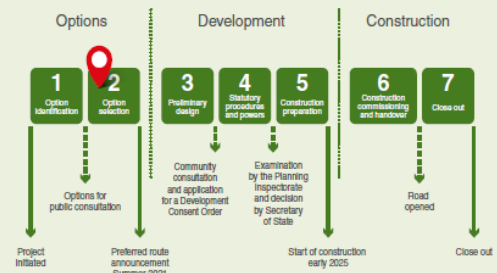 Options
Development
Construction
1
Option
identification
2
Option
selection
3
Preliminary
design
4
Statutory
procedures
and powers
5
Construction
preparation
6
Construction
commissioning
and handover
7
Close out
Options for
public consultation
Community
consultation
and application
for a Development
Consent Order
Examination
by the Planning
Inspectorate
and decision
by Secretary
of State
Road
opened
Project
Initiated
Preferred route
announcement
Summer 2021
Start of construction
early 2025
Close out